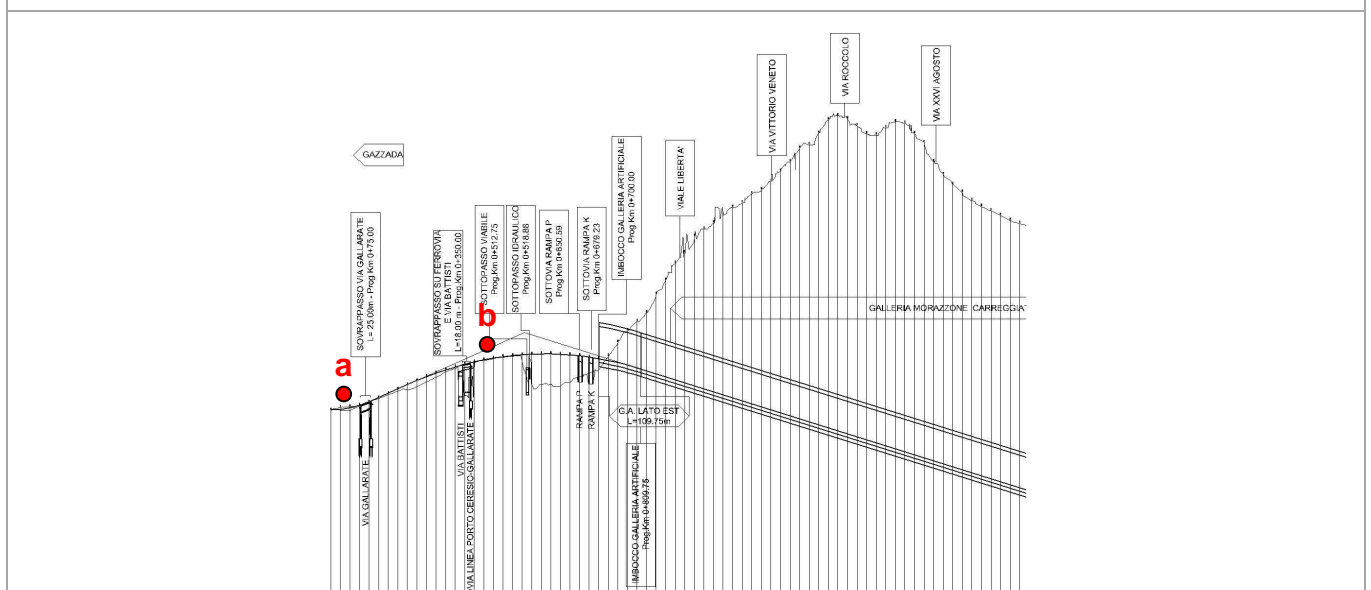 GAZZADA
SOVRAPPASSO VIA GALLARATE
L= 25.00m - Prog.Km 0+75.00
SOVRAPPASSO SU FERROVIA
E VIA BATTISTI
L=18.00 m - Prog.Km 0+350.00
SOTTOPASSO VIABILE
Prog.Km 0+512.75
SOTTOPASSO IDRAULICO
Prog.Km 0+518.86
SOTTOVIA RAMPA P
Prog.Km 0+650.59
SOTTOVIA RAMPA K
Prog.Km 0+679.23
IMBOCCO GALLERIA ARTIFICIALE
Prog.Km 0+700.00
VIALE LIBERTA'
VIA VITTORIO VENETO
VIA ROCCOLO
VIA XXVI AGOSTO
a
b
GALLERIA MORAZZONE CARREGGIAT
VIA GALLARATE
VIA BATTISTI
VIA LINEA PORTO CERESIO-GALLARATE
RAMPA P
RAMPA K
G.A. LATO EST
L=109.75m
IMBOCCO GALLERIA ARTIFICIALE
Prog.Km 0+809.75